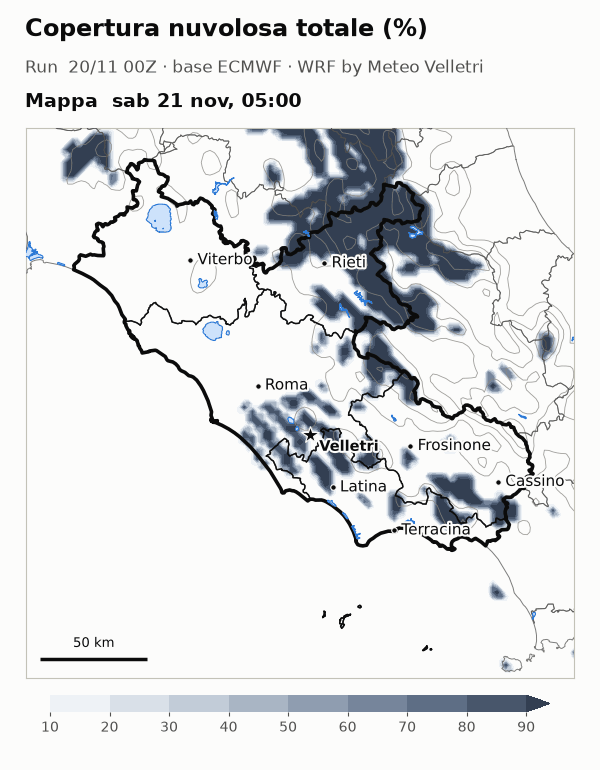 Copertura nuvolosa totale (%)
Run  20/11 00Z · base ECMWF · WRF by Meteo Velletri
Mappa  sab 21 nov, 05:00
Viterbo
Rieti
Roma
Velletri
Frosinone
Latina
Cassino
Terracina
50 km
10 20 30 40 50 60 70 80 90